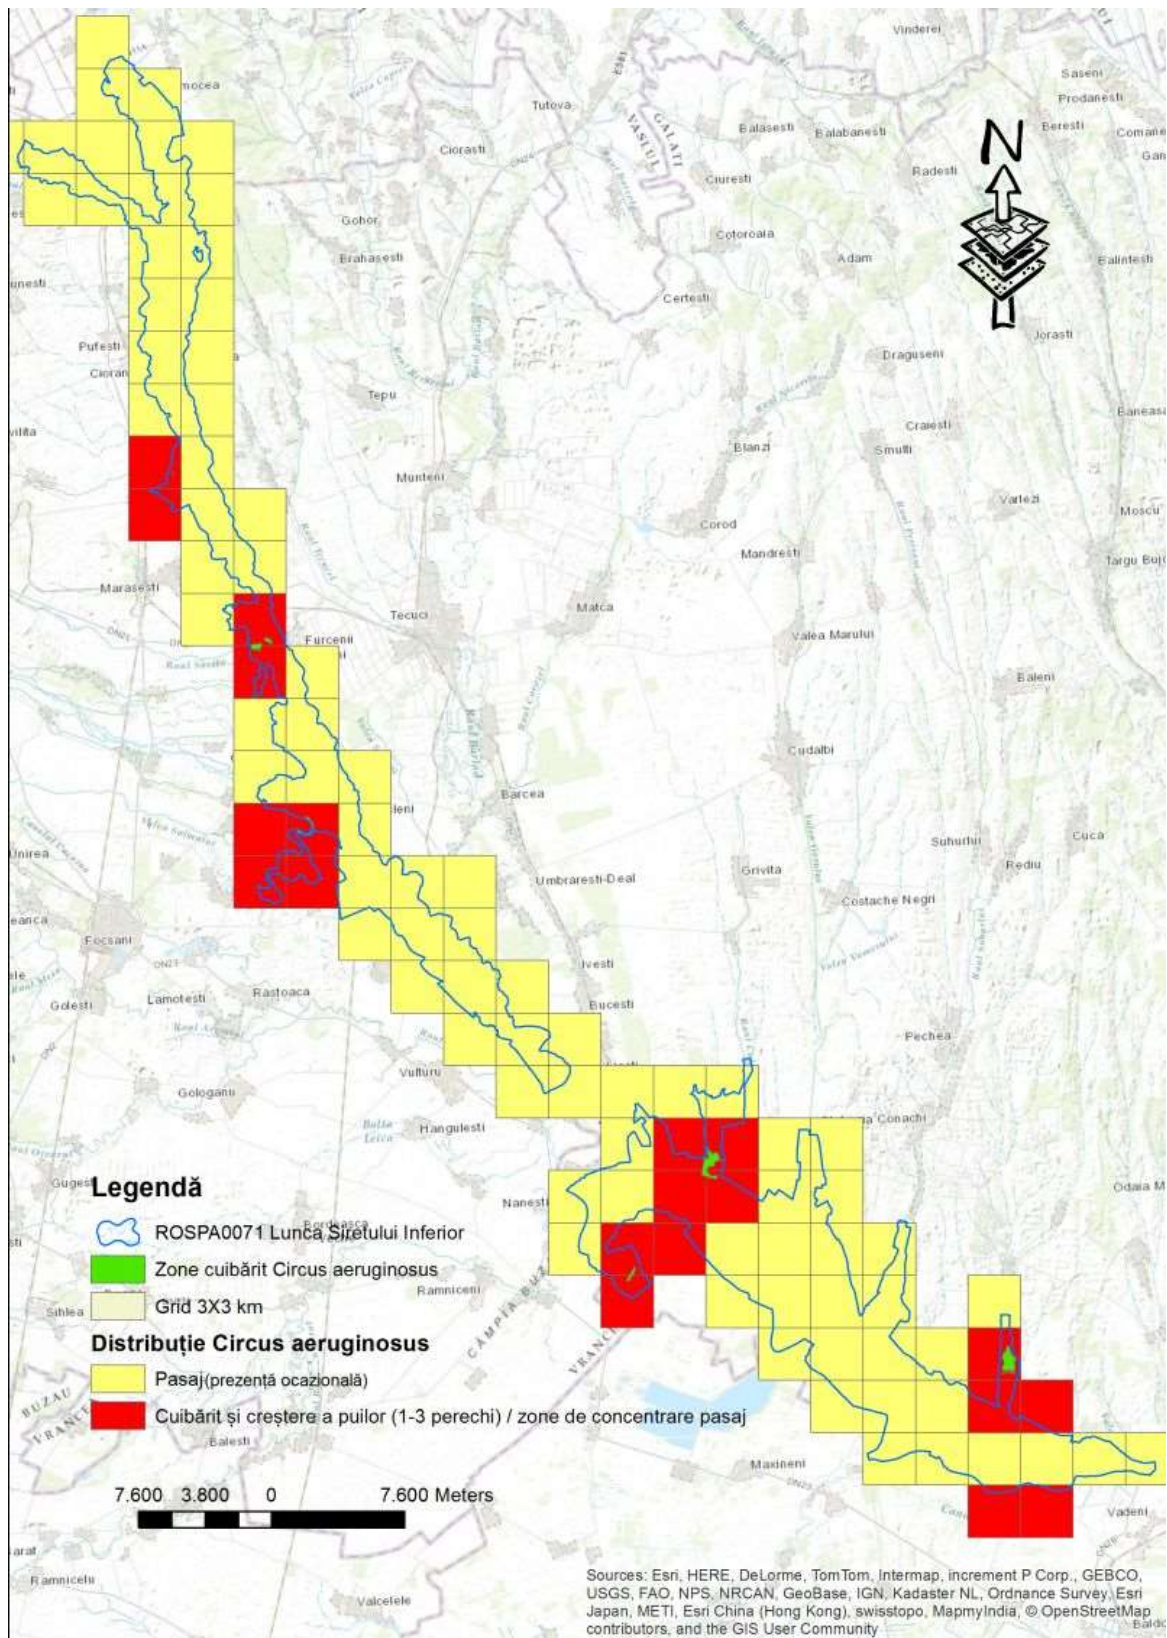 Vinderei
Saseni
Prodanesti
Tutova
E581
VASLUI
GALATI
Balasesti
Balabanesti
Beresti
Ciorasti
Ciuresti
Radesti
N
Gohor
Cotoroaia
Brahasesti
Adam
Balintesti
Certesti
Jorasti
Pufesti
Draguseni
Tepu
Craiesti
Blanzi
Smulti
Munteni
Varlezi
Moscu
Corod
Mandresti
Marasesti
Matca
Tecuci
Furcenii
Valea Marului
Baleni
Cudalbi
Barcea
Cuca
Suhurlui
Unirea
Rediu
Grivita
Umbraresti-Deal
Costache Negri
Focsani
Ivesti
Golesti
Lamotesti
Rastoaca
Bucesti
Pechea
Vulturu
Gologanu
Balta
Leica
Hangulesti
Legendă
Nanesti
ROSPA0071 Lunca Siretului Inferior
Zone cuibărit Circus aeruginosus
Ramniceni
Grid 3X3 km
Sihlea
Distribuție Circus aeruginosus
Pasaj(prezență ocazională)
BUZAU
Cuibărit și creștere a puilor (1-3 perechi) / zone de concentrare pasaj
Balesti
Maxineni
7.600 3.800 0 7.600 Meters
Vadeni
Ramnicelu
Valcelele
Sources: Esri, HERE, DeLorme, TomTom, Intermap, increment P Corp., GEBCO,
USGS, FAO, NPS, NRCAN, GeoBase, IGN, Kadaster NL, Ordnance Survey, Esri
Japan, METI, Esri China (Hong Kong), swisstopo, MapmyIndia, © OpenStreetMap
contributors, and the GIS User Community